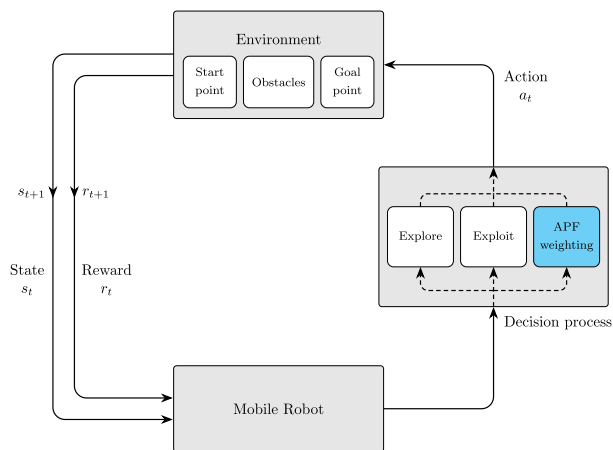 Environment
Start
point
Obstacles
Goal
point
Action
a_t
s_{t+1}
r_{t+1}
Explore
Exploit
APF
weighting
State
s_t
Reward
r_t
Decision process
Mobile Robot